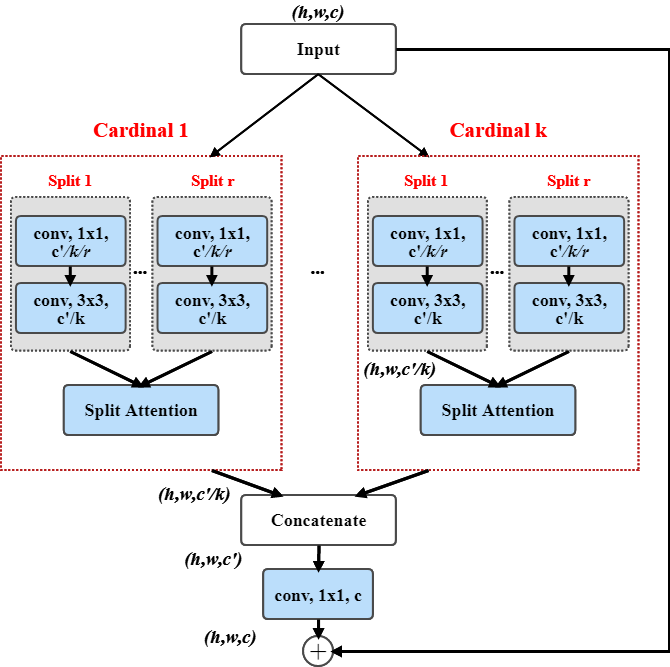 (h,w,c)
Input
Cardinal 1
Cardinal k
Split 1
Split r
Split 1
Split r
conv, 1x1,
c'/k/r
conv, 1x1,
c'/k/r
conv, 1x1,
c'/k/r
conv, 1x1,
c'/k/r
...
...
...
conv, 3x3,
c'/k
conv, 3x3,
c'/k
conv, 3x3,
c'/k
conv, 3x3,
c'/k
(h,w,c'/k)
Split Attention
Split Attention
(h,w,c'/k)
Concatenate
(h,w,c')
conv, 1x1, c
(h,w,c)
+